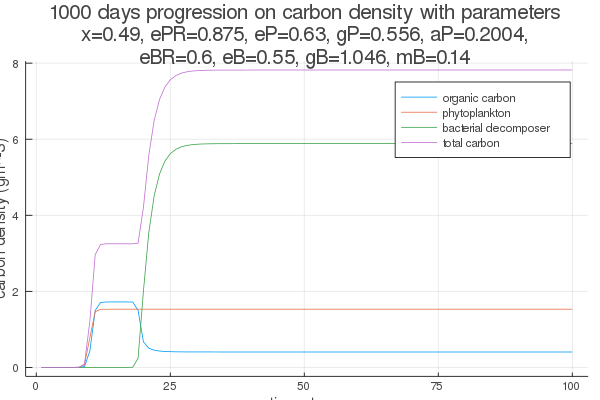 1000 days progression on carbon density with parameters
x=0.49, ePR=0.875, eP=0.63, gP=0.556, aP=0.2004,
eBR=0.6, eB=0.55, gB=1.046, mB=0.14
8
6
4
2
0
organic carbon
phytoplankton
bacterial decomposer
total carbon
0
25
50
75
100